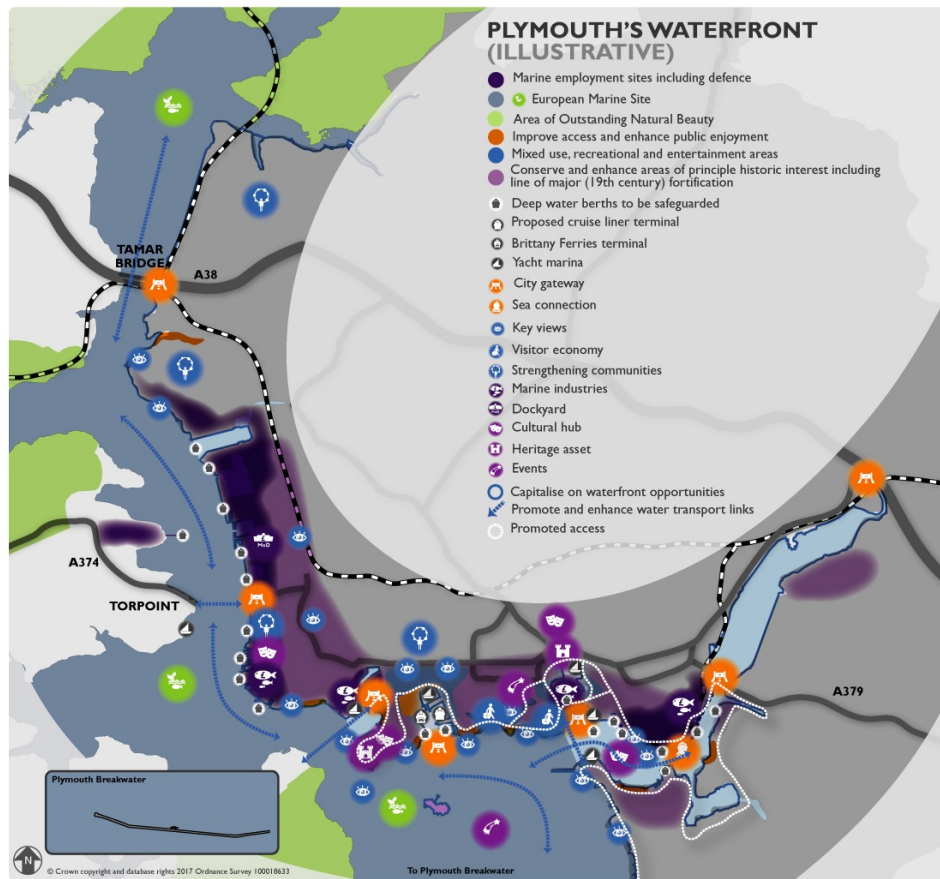 PLYMOUTH'S WATERFRONT
(ILLUSTRATIVE)
Marine employment sites including defence
European Marine Site
Area of Outstanding Natural Beauty
Improve access and enhance public enjoyment
Mixed use, recreational and entertainment areas
Conserve and enhance areas of principle historic interest including
line of major (19th century) fortification
Deep water berths to be safeguarded
Proposed cruise liner terminal
Brittany Ferries terminal
Yacht marina
City gateway
Sea connection
Key views
Visitor economy
Strengthening communities
Marine industries
Dockyard
Cultural hub
Heritage asset
Events
Capitalise on waterfront opportunities
Promote and enhance water transport links
Promoted access
TAMAR
BRIDGE
A38
MoD
A374
TORPOINT
A379
Plymouth Breakwater
N
© Crown copyright and database rights 2017 Ordnance Survey 100018633
To Plymouth Breakwater